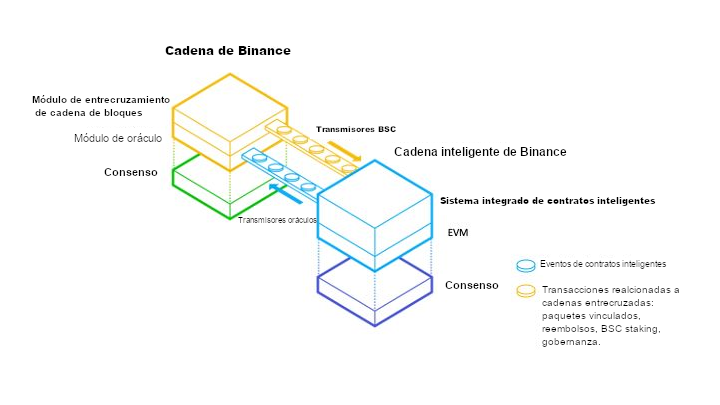 Cadena de Binance
Módulo de entrecruzamiento
de cadena de bloques
Módulo de oráculo
Consenso
Transmisores BSC
Cadena inteligente de Binance
Sistema integrado de contratos inteligentes
Transmisores oráculos
EVM
Consenso
Eventos de contratos inteligentes
Transacciones realcionadas a
cadenas entrecruzadas:
paquetes vinculados,
reembolsos, BSC staking,
gobernanza.